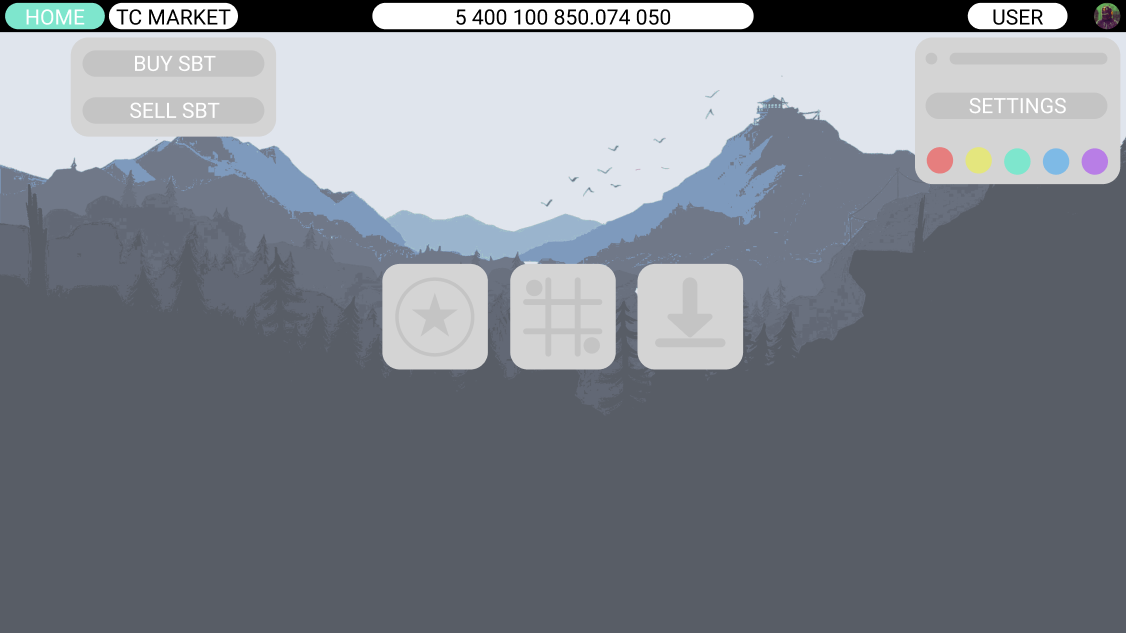 HOME
TC MARKET
5 400 100 850.074 050
USER
BUY SBT
SELL SBT
SETTINGS